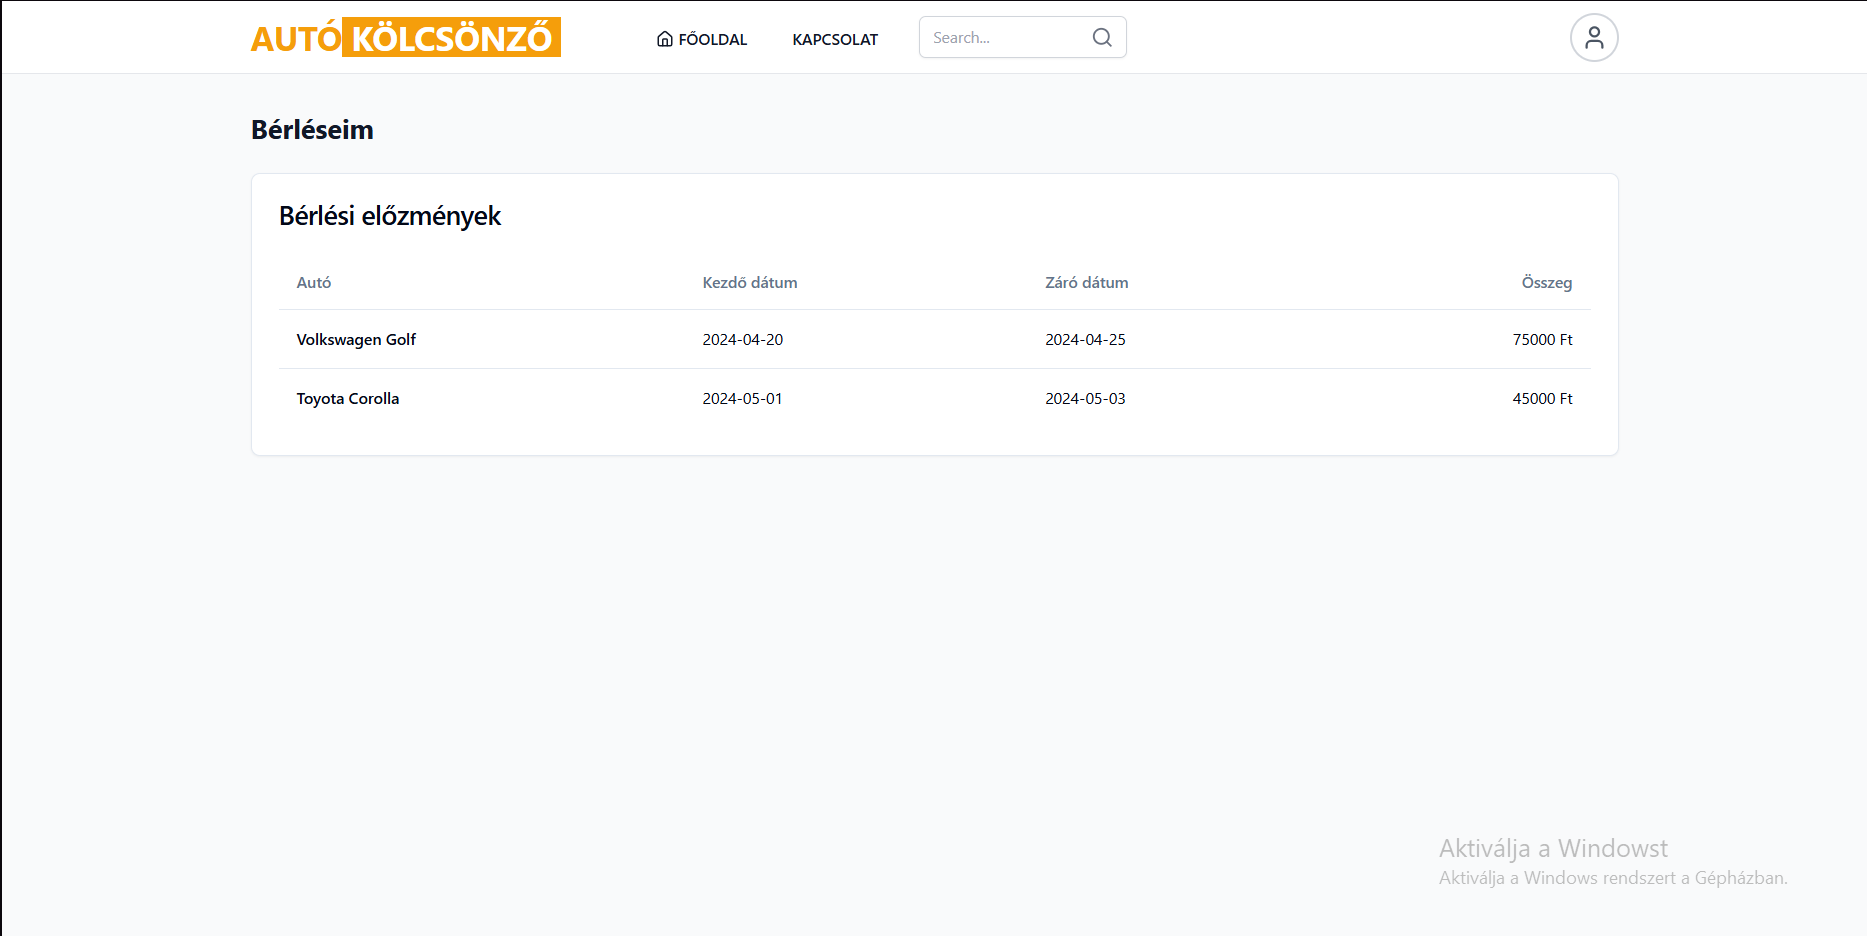 AUTÓ KÖLCSÖNZŐ
FŐOLDAL KAPCSOLAT Search...
Bérléseim
Bérlési előzmények
Autó Kezdő dátum Záró dátum Összeg
Volkswagen Golf 2024-04-20 2024-04-25 75000 Ft
Toyota Corolla 2024-05-01 2024-05-03 45000 Ft
Aktiválja a Windowst
Aktiválja a Windows rendszert a Gépházban.